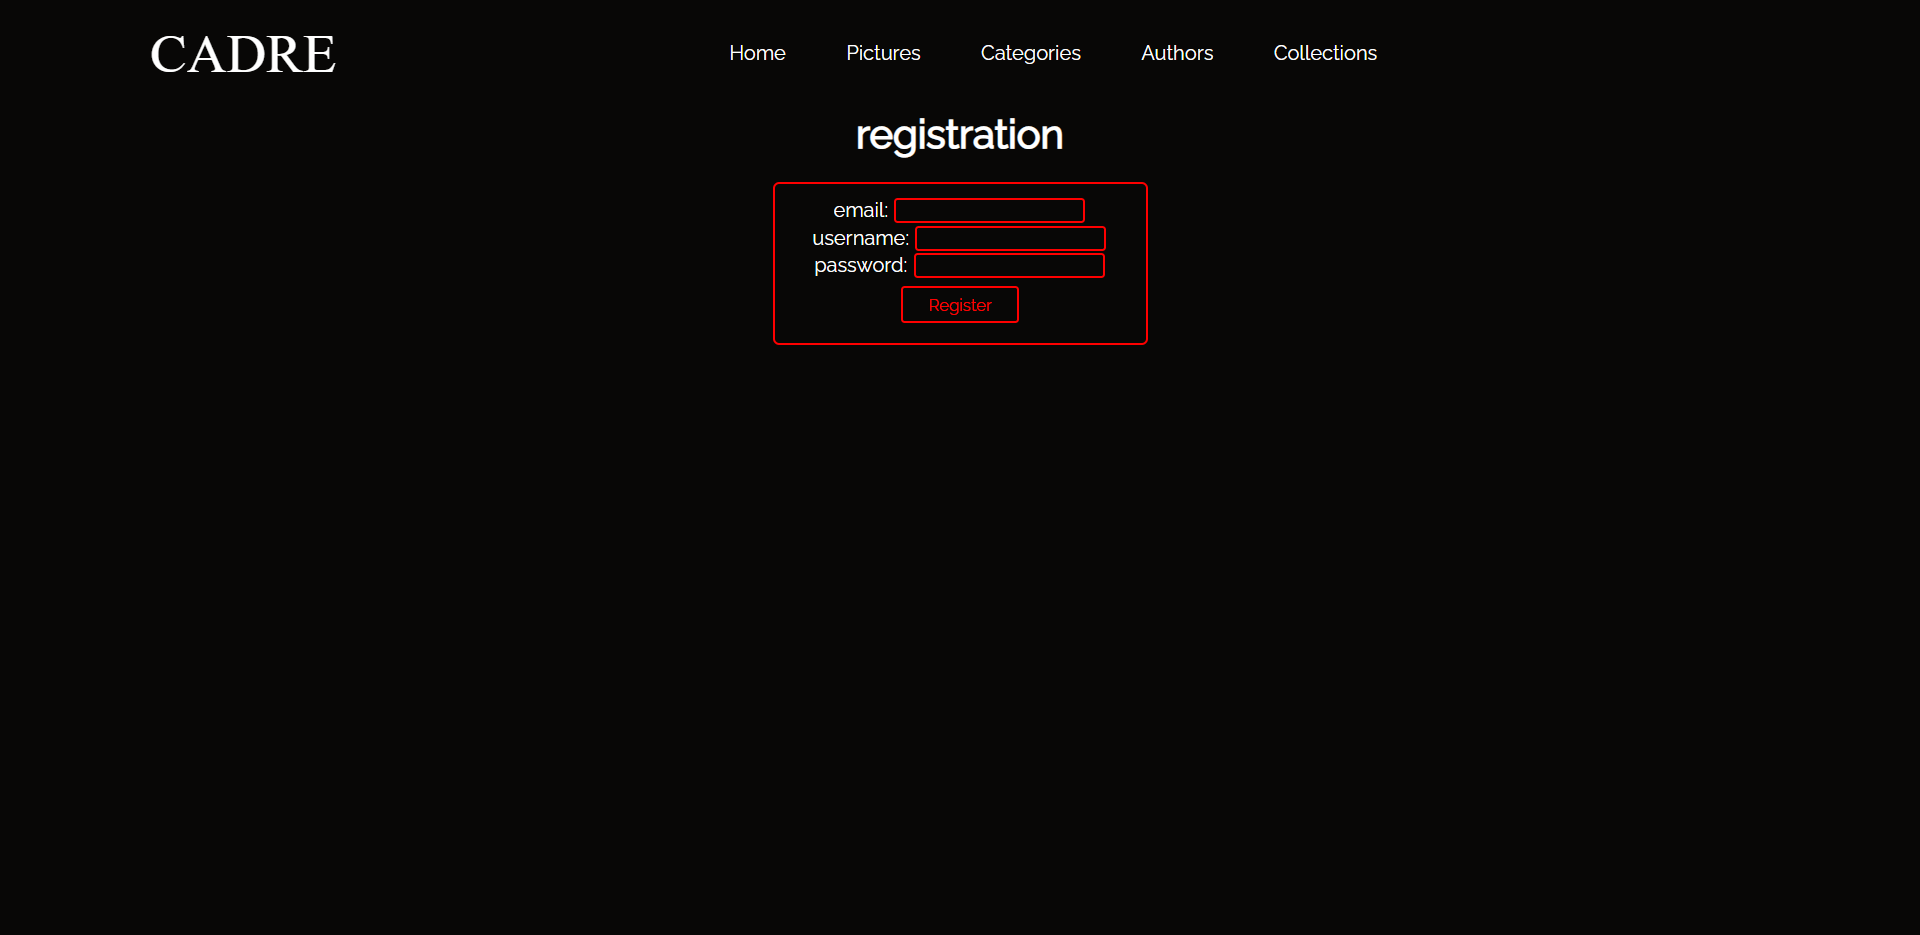 CADRE Home Pictures Categories Authors Collections
registration
email:
username:
password:
Register